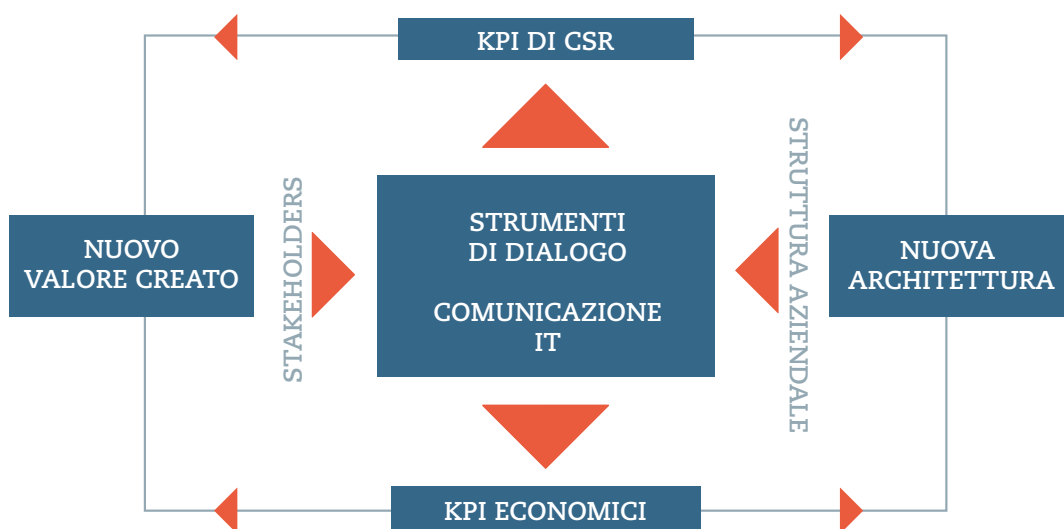 KPI DI CSR
NUOVO
VALORE CREATO
STAKEHOLDERS
STRUMENTI
DI DIALOGO
COMUNICAZIONE
IT
STRUTTURA AZIENDALE
NUOVA
ARCHITETTURA
KPI ECONOMICI